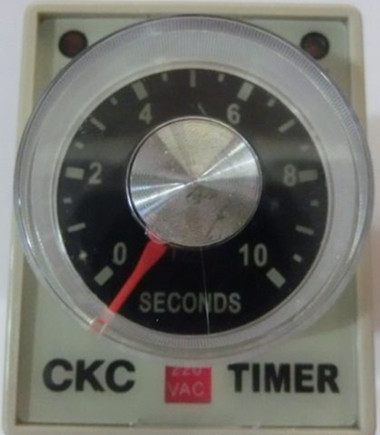 4 6
2 8
0 10
SECONDS
CKC 220 TIMER
VAC